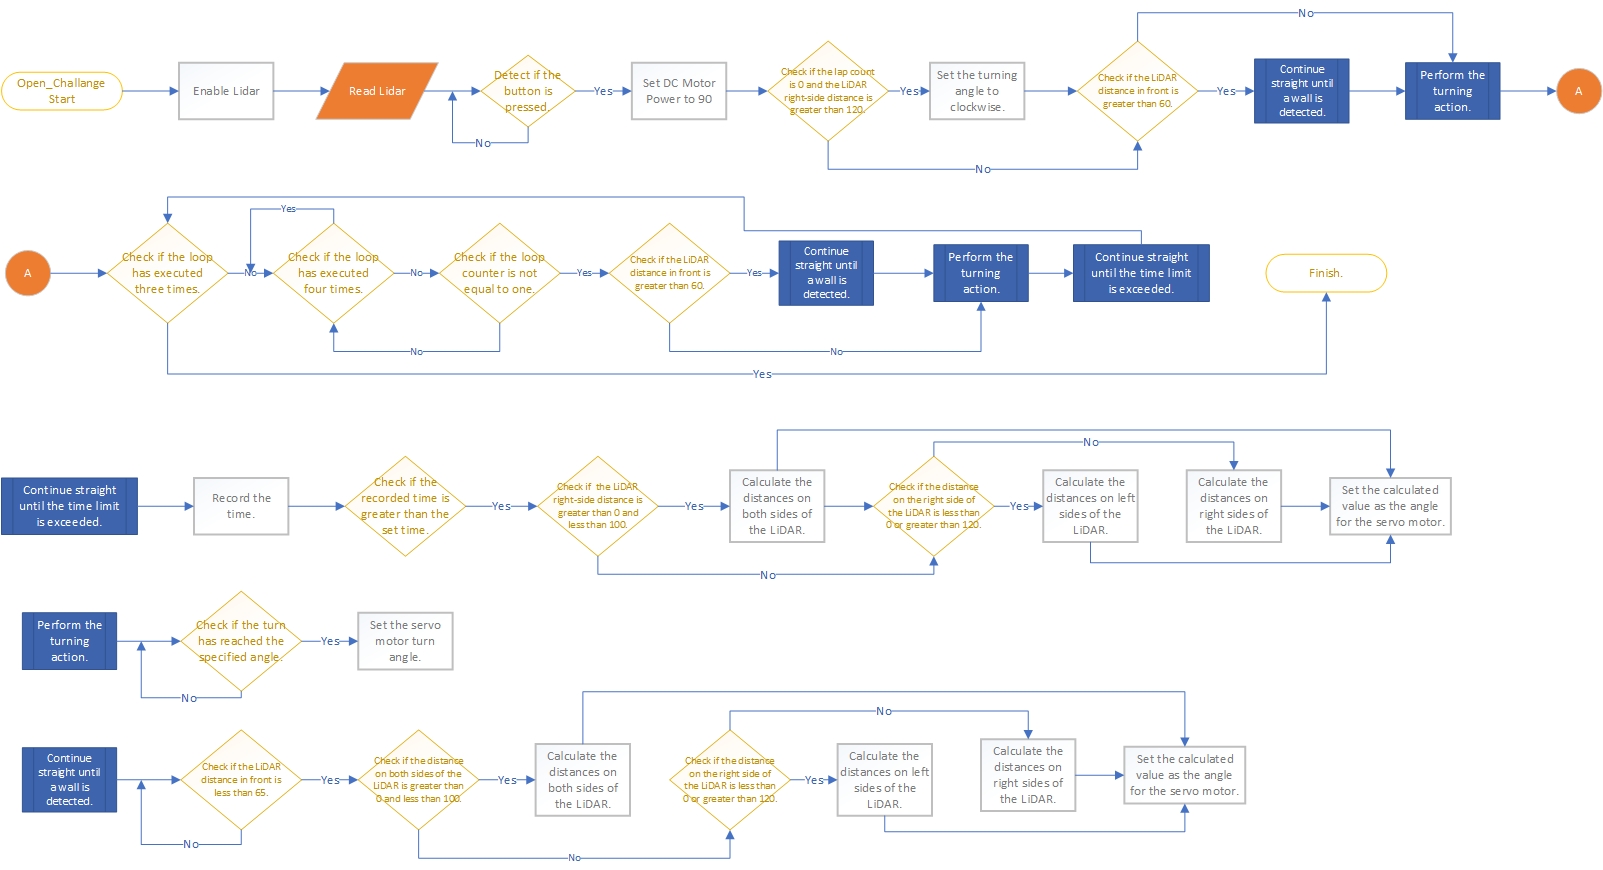 No
Open_Challange
Start
Enable Lidar
Read Lidar
Detect if the
button is
pressed.
Yes
No
Set DC Motor
Power to 90
Check if the lap count
is 0 and the LiDAR
right-side distance is
greater than 120.
Yes
No
Set the turning
angle to
clockwise.
Check if the LiDAR
distance in front is
greater than 60.
Yes
Continue
straight until
a wall is
detected.
Perform the
turning
action.
A
A
Check if the loop
has executed
three times.
No
Yes
Check if the loop
has executed
four times.
No
Check if the loop
counter is not
equal to one.
Yes
No
Check if the LiDAR
distance in front is
greater than 60.
Yes
No
Continue
straight until
a wall is
detected.
Perform the
turning
action.
Continue straight
until the time limit
is exceeded.
Finish.
Yes
Continue straight
until the time limit
is exceeded.
Record the
time.
Check if the
recorded time is
greater than the
set time.
Yes
Check if  the LiDAR
right-side distance is
greater than 0 and
less than 100.
Yes
No
Calculate the
distances on
both sides of
the LiDAR.
Check if the distance
on the right side of
the LiDAR is less than
0 or greater than 120.
Yes
No
Calculate the
distances on left
sides of the
LiDAR.
Calculate the
distances on
right sides of
the LiDAR.
Set the calculated
value as the angle
for the servo motor.
Perform the
turning
action.
Check if the turn
has reached the
specified angle.
Yes
No
Set the servo
motor turn
angle.
Continue
straight until
a wall is
detected.
Check if the LiDAR
distance in front is
less than 65.
Yes
No
Check if the distance
on both sides of the
LiDAR is greater than
0 and less than 100.
Yes
No
Calculate the
distances on
both sides of
the LiDAR.
Check if the distance
on the right side of
the LiDAR is less than
0 or greater than 120.
Yes
No
Calculate the
distances on left
sides of the
LiDAR.
Calculate the
distances on
right sides of
the LiDAR.
Set the calculated
value as the angle
for the servo motor.